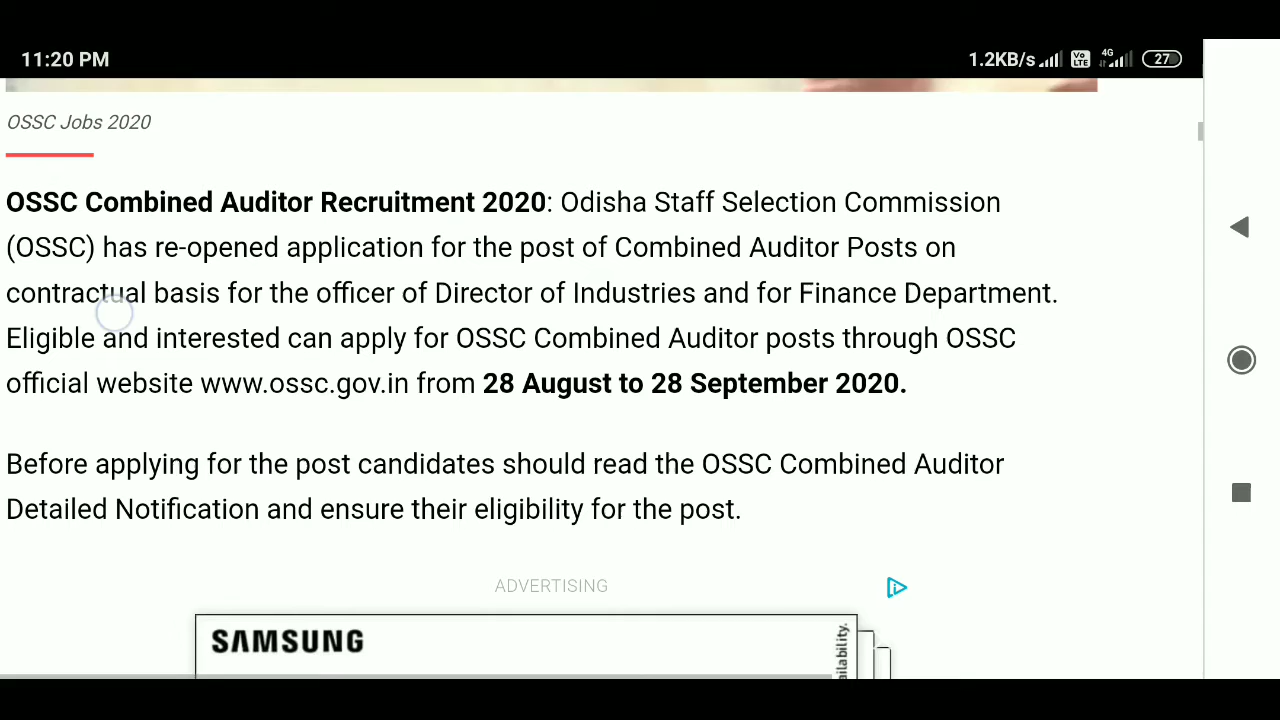 11:20 PM
1.2KB/s Vo LTE 4G 27
OSSC Jobs 2020
OSSC Combined Auditor Recruitment 2020: Odisha Staff Selection Commission
(OSSC) has re-opened application for the post of Combined Auditor Posts on
contractual basis for the officer of Director of Industries and for Finance Department.
Eligible and interested can apply for OSSC Combined Auditor posts through OSSC
official website www.ossc.gov.in from 28 August to 28 September 2020.
Before applying for the post candidates should read the OSSC Combined Auditor
Detailed Notification and ensure their eligibility for the post.
ADVERTISING
SAMSUNG